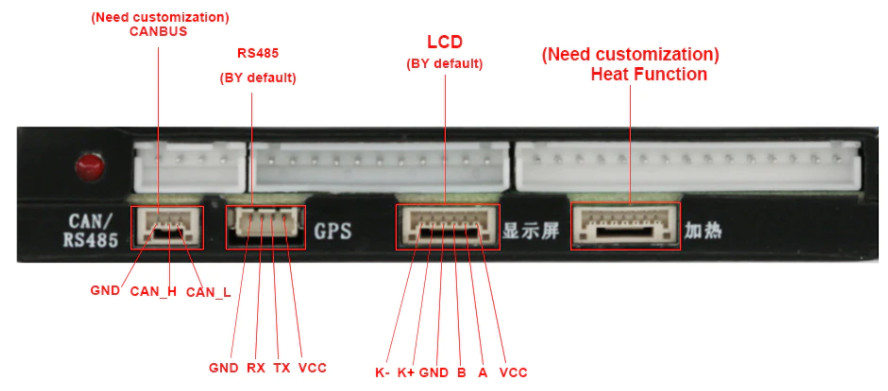 (Need customization)
CANBUS
RS485
(BY default)
LCD
(BY default)
(Need customization)
Heat Function
CAN/
RS485
GPS
显示屏
加热
GND CAN_H CAN_L
GND RX TX VCC
K- K+ GND B A VCC